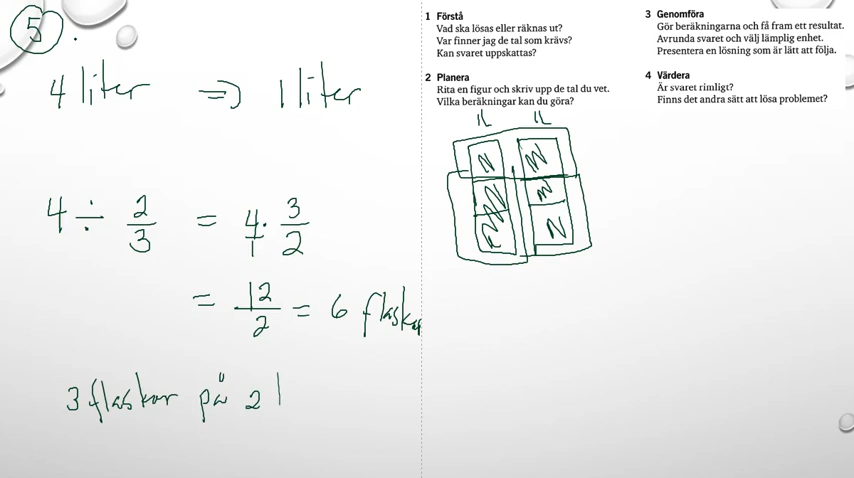 5.
4 liter => 1 liter
4 ÷ 2/3 = 4/1 · 3/2
= 12/2 = 6 flaskor
3 flaskor på 2 l
1 Förstå
Vad ska lösas eller räknas ut?
Var finner jag de tal som krävs?
Kan svaret uppskattas?
2 Planera
Rita en figur och skriv upp de tal du vet.
Vilka beräkningar kan du göra?
1L 1L
3 Genomföra
Gör beräkningarna och få fram ett resultat.
Avrunda svaret och välj lämplig enhet.
Presentera en lösning som är lätt att följa.
4 Värdera
Är svaret rimligt?
Finns det andra sätt att lösa problemet?